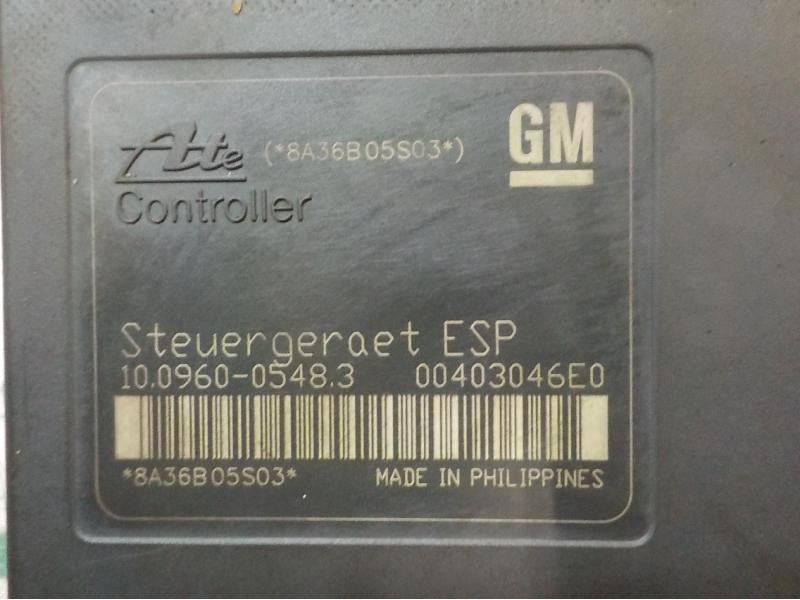 Ate (*8A36B05S03*) GM
Controller
Steuergeraet ESP
10.0960-0548.3 00403046E0
*8A36B05S03* MADE IN PHILIPPINES